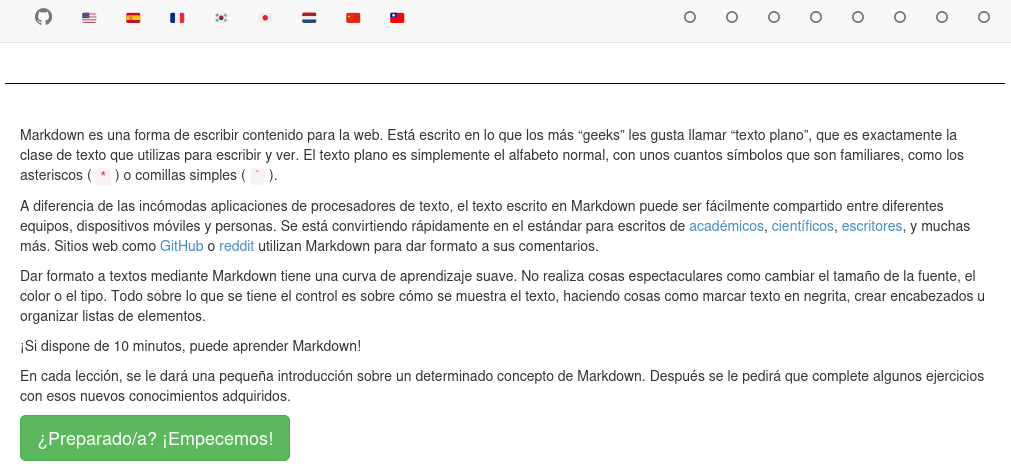 Markdown es una forma de escribir contenido para la web. Está escrito en lo que los más “geeks” les gusta llamar “texto plano”, que es exactamente la
clase de texto que utilizas para escribir y ver. El texto plano es simplemente el alfabeto normal, con unos cuantos símbolos que son familiares, como los
asteriscos ( * ) o comillas simples ( ` ).
A diferencia de las incómodas aplicaciones de procesadores de texto, el texto escrito en Markdown puede ser fácilmente compartido entre diferentes
equipos, dispositivos móviles y personas. Se está convirtiendo rápidamente en el estándar para escritos de académicos, científicos, escritores, y muchas
más. Sitios web como GitHub o reddit utilizan Markdown para dar formato a sus comentarios.
Dar formato a textos mediante Markdown tiene una curva de aprendizaje suave. No realiza cosas espectaculares como cambiar el tamaño de la fuente, el
color o el tipo. Todo sobre lo que se tiene el control es sobre cómo se muestra el texto, haciendo cosas como marcar texto en negrita, crear encabezados u
organizar listas de elementos.
¡Si dispone de 10 minutos, puede aprender Markdown!
En cada lección, se le dará una pequeña introducción sobre un determinado concepto de Markdown. Después se le pedirá que complete algunos ejercicios
con esos nuevos conocimientos adquiridos.
¿Preparado/a? ¡Empecemos!